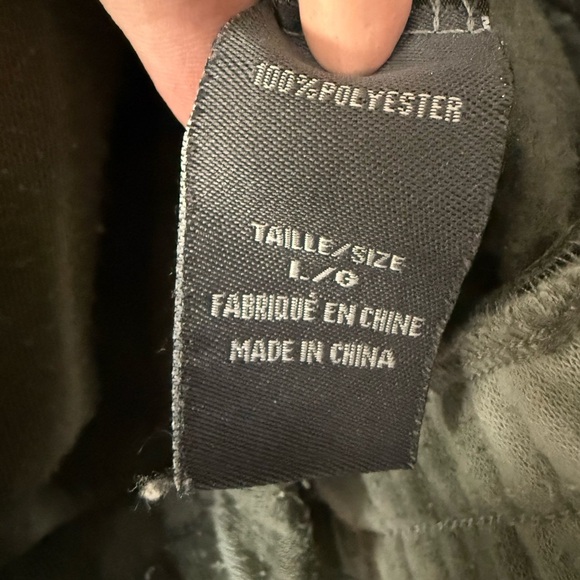 100% POLYESTER
TAILLE/SIZE
L/G
FABRIQUÉ EN CHINE
MADE IN CHINA